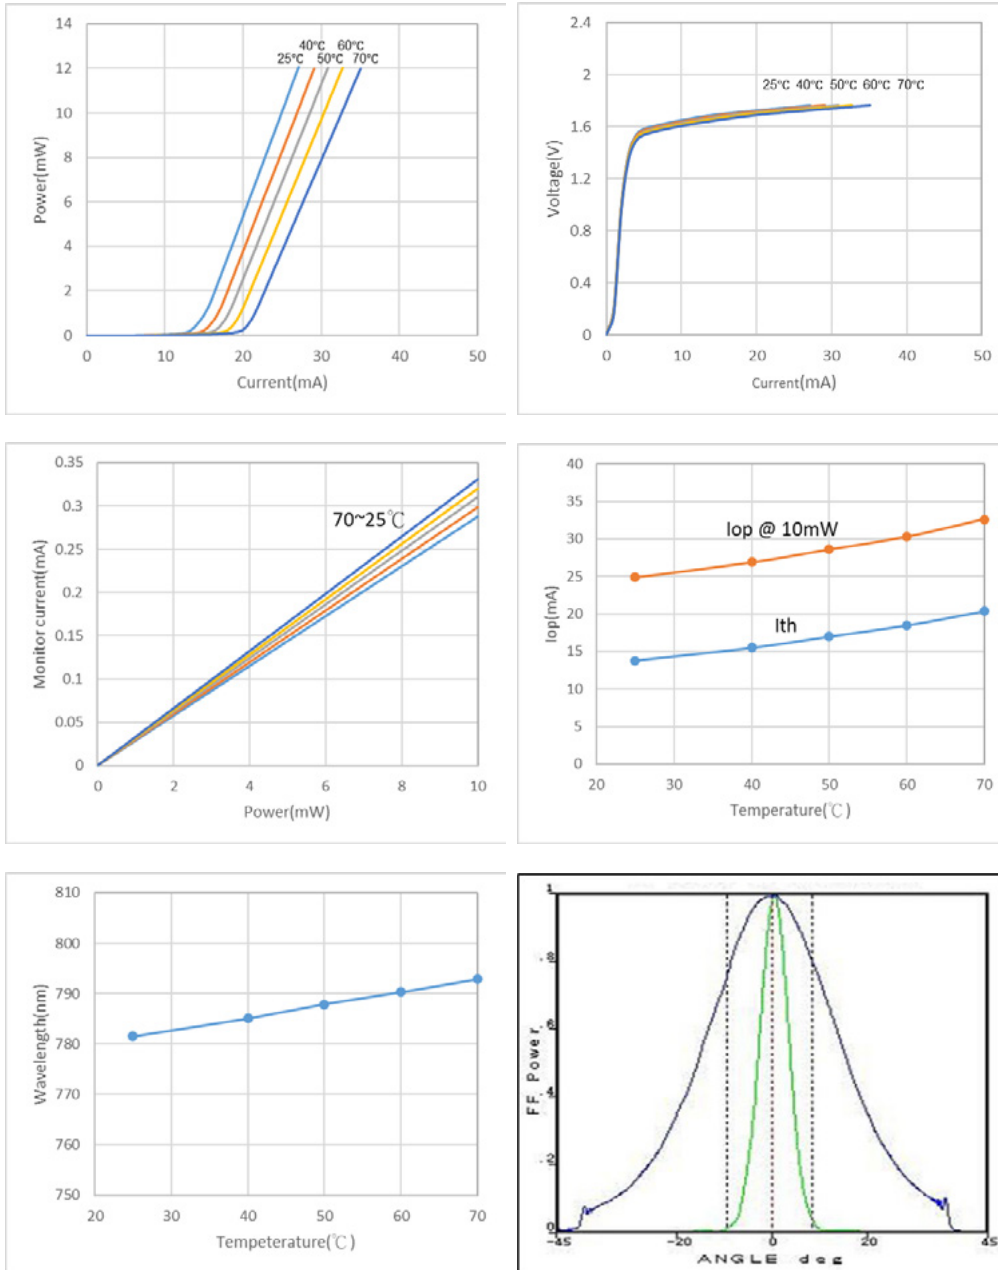 14
12
10
8
6
4
2
0
Power(mW)
40℃ 60℃
25℃ 50℃ 70℃
0 10 20 30 40 50
Current(mA)
2.4
2
1.6
1.2
0.8
0.4
0
Voltage(V)
25℃ 40℃ 50℃ 60℃ 70℃
0 10 20 30 40 50
Current(mA)
0.35
0.3
0.25
0.2
0.15
0.1
0.05
0
Monitor current(mA)
70~25℃
0 2 4 6 8 10
Power(mW)
40
35
30
25
20
15
10
5
0
Iop(mA)
Iop @ 10mW
Ith
20 30 40 50 60 70
Temperature(℃)
810
800
790
780
770
760
750
Wavelength(nm)
20 30 40 50 60 70
Tempeterature(℃)
1
.8
.6
.4
.2
0
FF. Power.
-45 -20 0 20 45
ANGLE deg